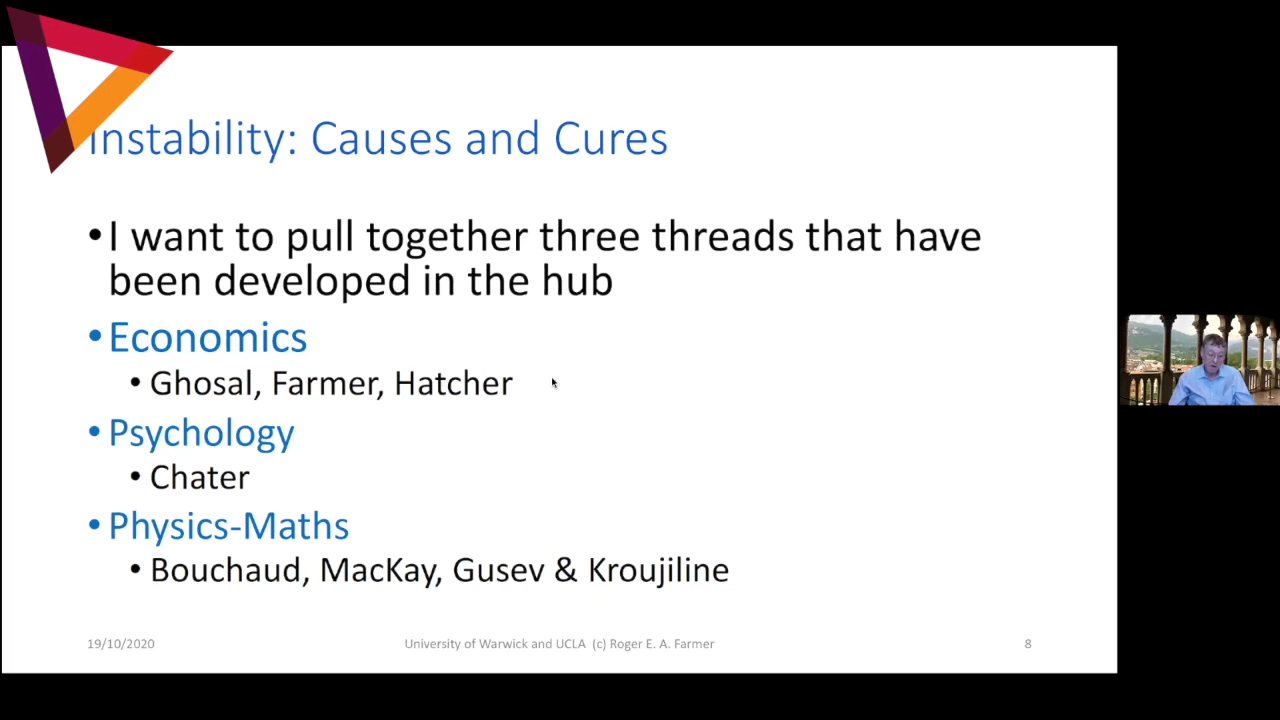 Instability: Causes and Cures
•I want to pull together three threads that have
been developed in the hub
•Economics
•Ghosal, Farmer, Hatcher
•Psychology
•Chater
•Physics-Maths
•Bouchaud, MacKay, Gusev & Kroujiline
19/10/2020
University of Warwick and UCLA (c) Roger E. A. Farmer
8